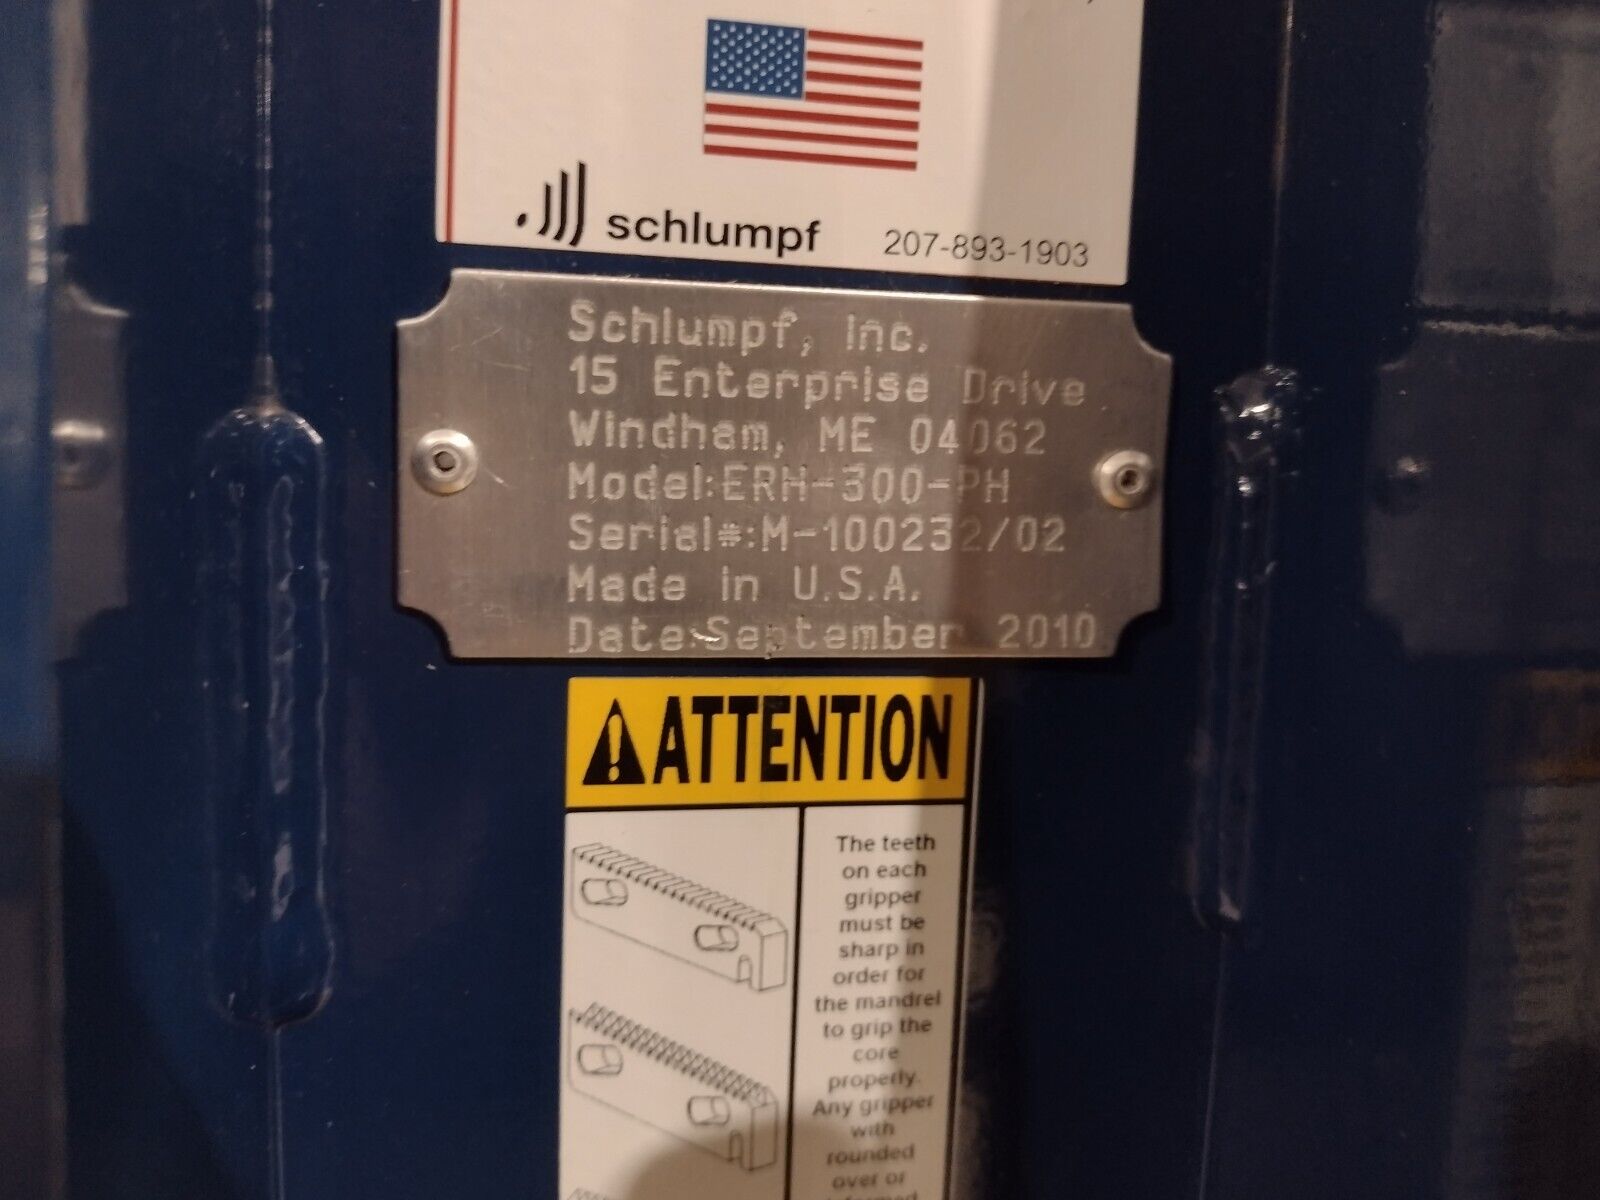 schlumpf 207-893-1903
Schlumpf, Inc.
15 Enterprise Drive
Windham, ME 04062
Model:ERH-300-PH
Serial#:M-100232/02
Made in U.S.A.
Date:September 2010
ATTENTION
The teeth
on each
gripper
must be
sharp in
order for
the mandrel
to grip the
core
properly.
Any gripper
with
rounded
over or